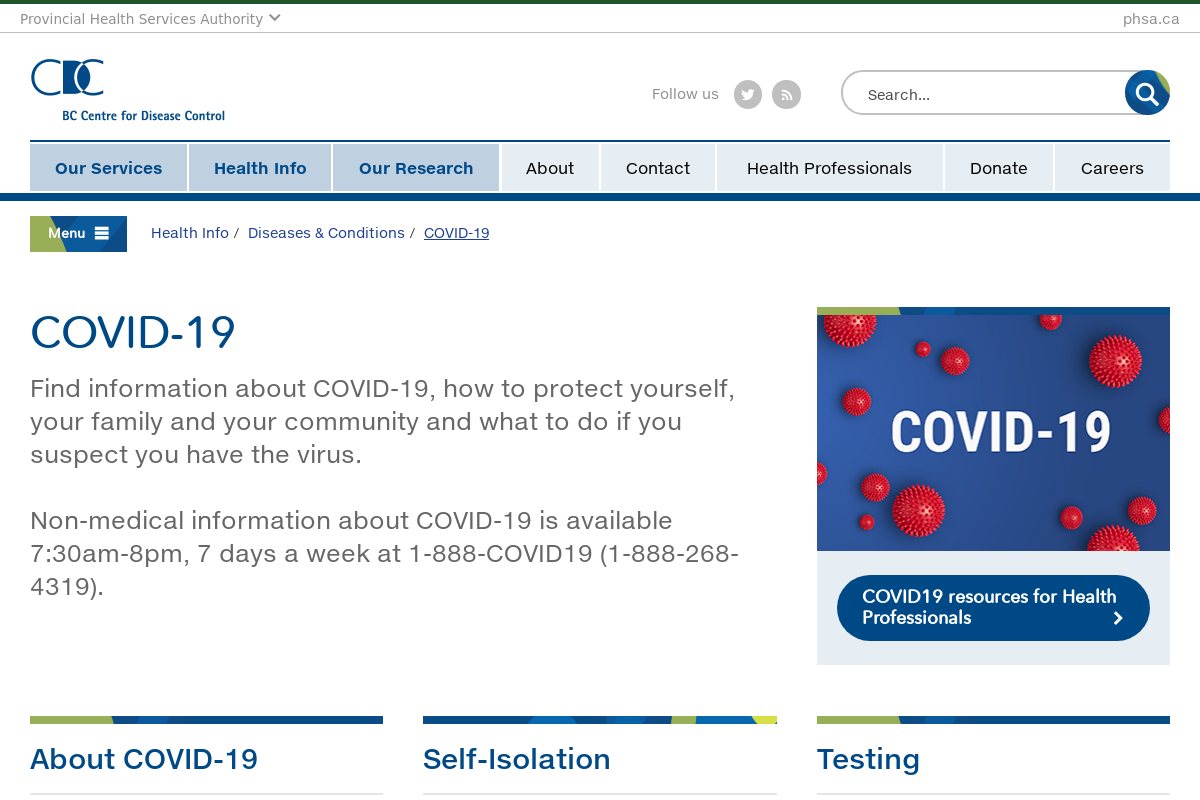 Provincial Health Services Authority
phsa.ca
CDC
BC Centre for Disease Control
Follow us
Search...
Our Services
Health Info
Our Research
About
Contact
Health Professionals
Donate
Careers
Menu
Health Info / Diseases & Conditions / COVID-19
COVID-19
Find information about COVID-19, how to protect yourself,
your family and your community and what to do if you
suspect you have the virus.
Non-medical information about COVID-19 is available
7:30am-8pm, 7 days a week at 1-888-COVID19 (1-888-268-
4319).
COVID-19
COVID19 resources for Health
Professionals
About COVID-19
Self-Isolation
Testing